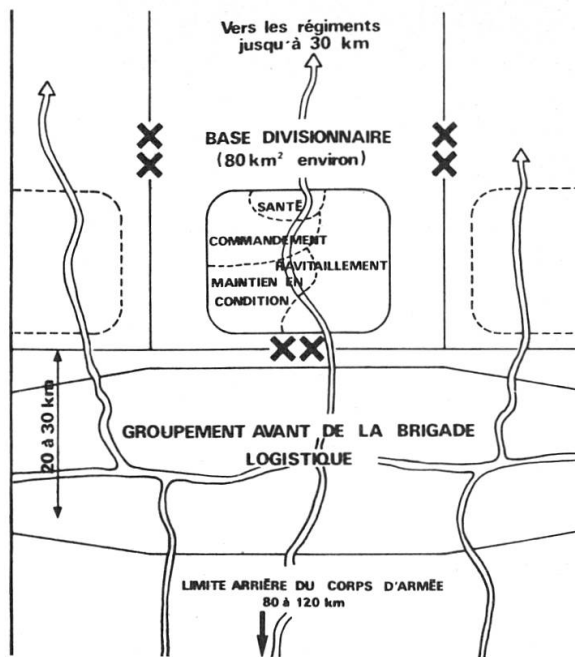 Vers les régiments
jusqu'à 30 km
BASE DIVISIONNAIRE
(80 km² environ)
SANTÉ
COMMANDEMENT
RAVITAILLEMENT
MAINTIEN EN
CONDITION
20 à 30 km
GROUPEMENT AVANT DE LA BRIGADE
LOGISTIQUE
LIMITE ARRIÈRE DU CORPS D'ARMÉE
80 à 120 km